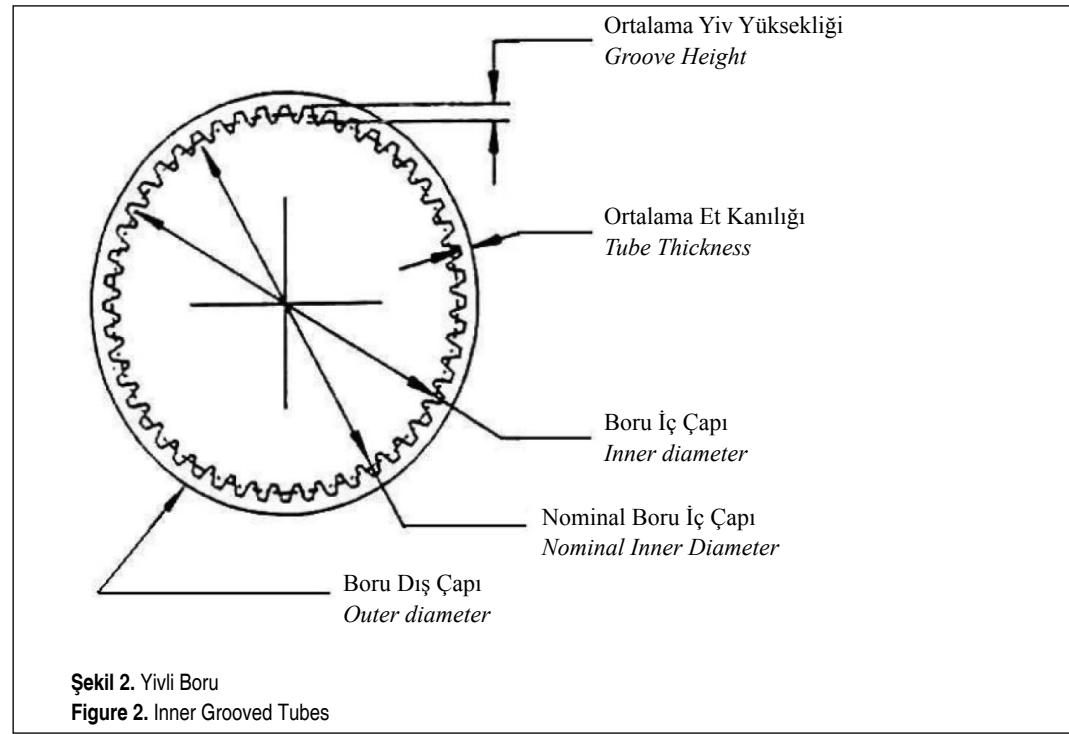 Ortalama Yiv Yüksekliği
Groove Height
Ortalama Et Kanılığı
Tube Thickness
Boru İç Çapı
Inner diameter
Nominal Boru İç Çapı
Nominal Inner Diameter
Boru Dış Çapı
Outer diameter
Şekil 2. Yivli Boru
Figure 2. Inner Grooved Tubes